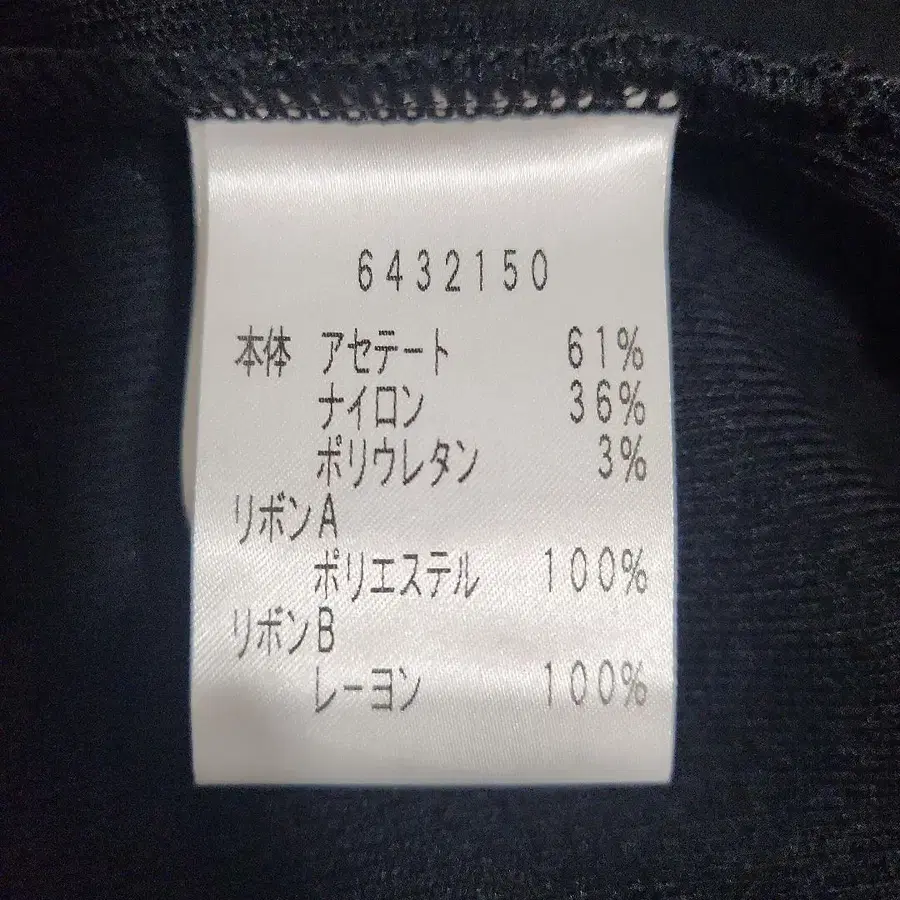 6432150
本体 アセテート 61%
ナイロン 36%
ポリウレタン 3%
リボンA
ポリエステル 100%
リボンB
レーヨン 100%